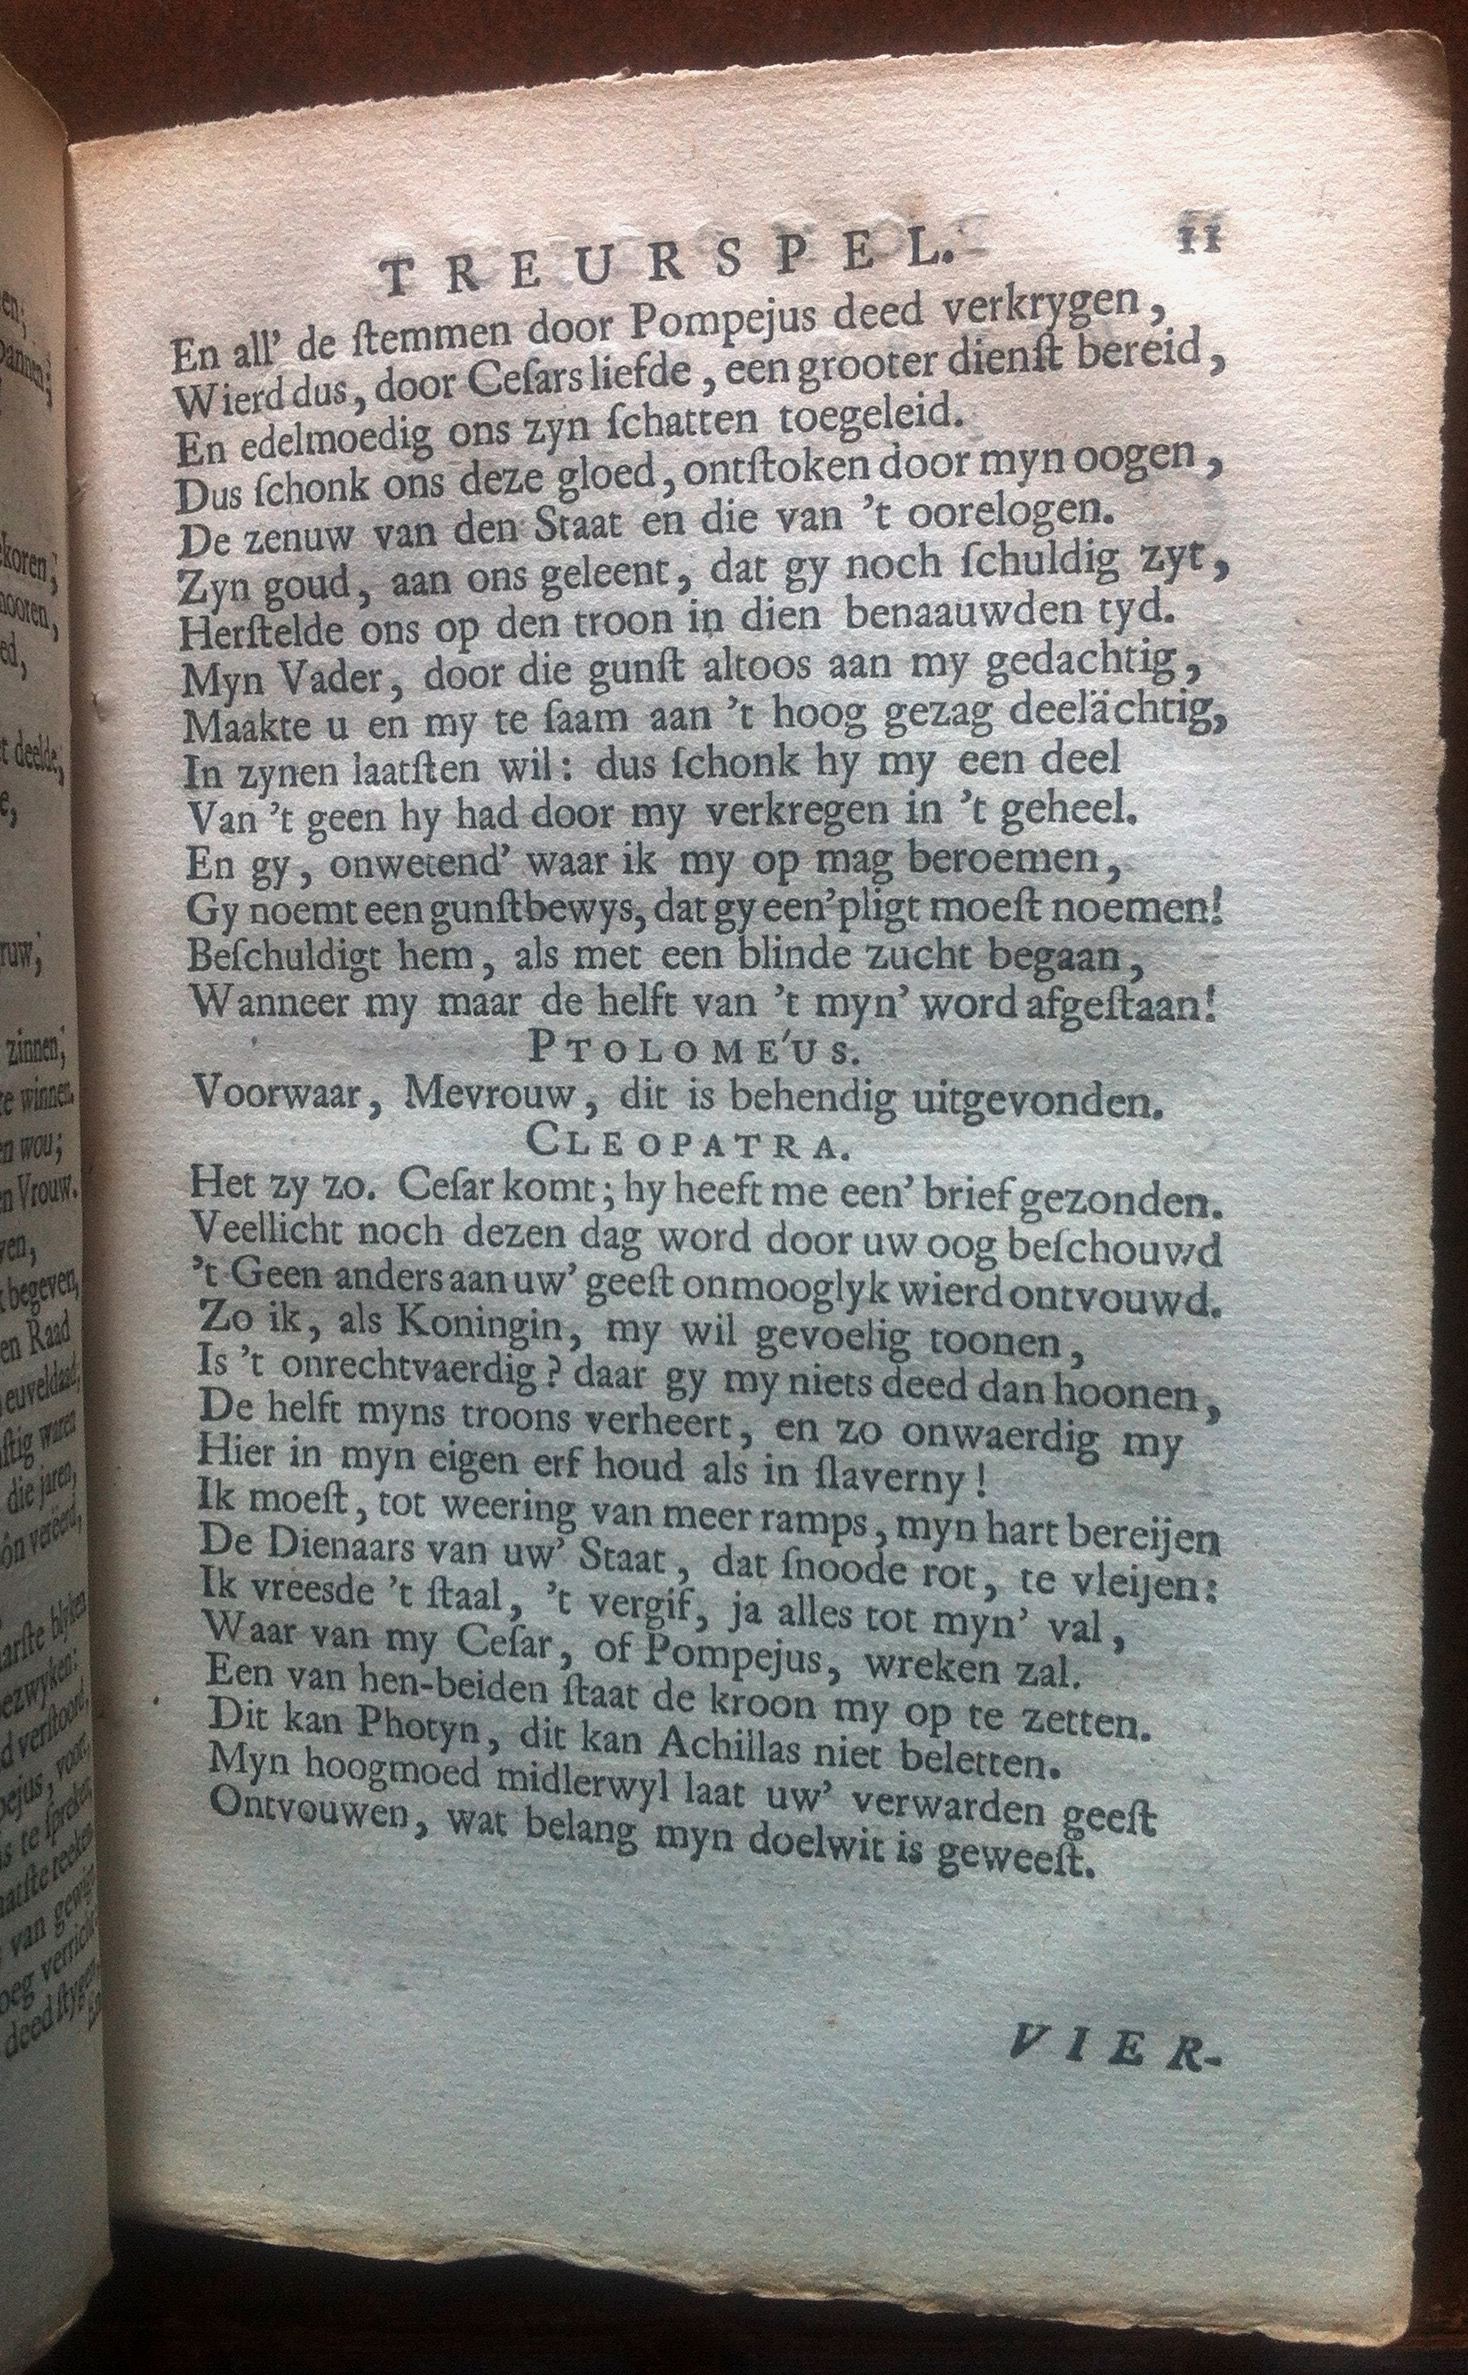 TREURSPEL. 11
En all' de ſtemmen door Pompejus deed verkrygen,
Wierd dus, door Ceſars liefde, een grooter dienſt bereid,
En edelmoedig ons zyn ſchatten toegeleid.
Dus ſchonk ons deze gloed, ontſtoken door myn oogen,
De zenuw van den Staat en die van 't oorelogen.
Zyn goud, aan ons geleent, dat gy noch ſchuldig zyt,
Herſtelde ons op den troon in dien benaauwden tyd.
Myn Vader, door die gunſt altoos aan my gedachtig,
Maakte u en my te ſaam aan 't hoog gezag deelächtig,
In zynen laatſten wil: dus ſchonk hy my een deel
Van 't geen hy had door my verkregen in 't geheel.
En gy, onwetend' waar ik my op mag beroemen,
Gy noemt een gunſtbewys, dat gy een' pligt moeſt noemen!
Beſchuldigt hem, als met een blinde zucht begaan,
Wanneer my maar de helft van 't myn' word afgeſtaan!
PTOLOME'US.
Voorwaar, Mevrouw, dit is behendig uitgevonden.
CLEOPATRA.
Het zy zo. Ceſar komt; hy heeft me een' brief gezonden.
Veellicht noch dezen dag word door uw oog beſchouwd
't Geen anders aan uw' geeſt onmooglyk wierd ontvouwd.
Zo ik, als Koningin, my wil gevoelig toonen,
Is 't onrechtvaerdig? daar gy my niets deed dan hoonen,
De helft myns troons verheert, en zo onwaerdig my
Hier in myn eigen erf houd als in ſlaverny!
Ik moeſt, tot weering van meer ramps, myn hart bereijen
De Dienaars van uw' Staat, dat ſnoode rot, te vleijen:
Ik vreesde 't ſtaal, 't vergif, ja alles tot myn' val,
Waar van my Ceſar, of Pompejus, wreken zal.
Een van hen-beiden ſtaat de kroon my op te zetten.
Dit kan Photyn, dit kan Achillas niet beletten.
Myn hoogmoed midlerwyl laat uw' verwarden geeſt
Ontvouwen, wat belang myn doelwit is geweeſt.
VIER-